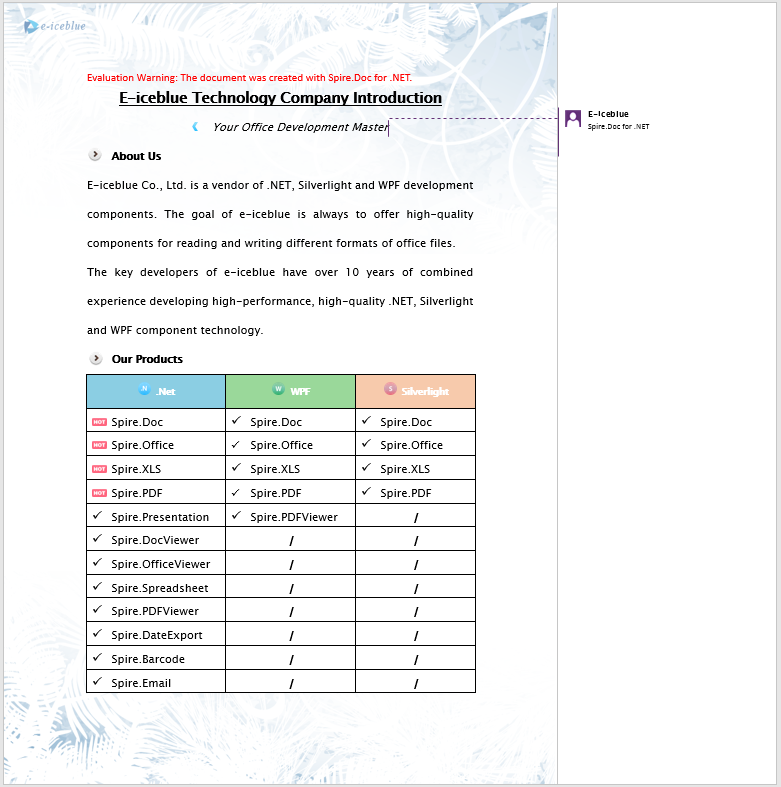 e-iceblue
Evaluation Warning: The document was created with Spire.Doc for .NET.
E-iceblue Technology Company Introduction
Your Office Development Master
E-iceblue
Spire.Doc for .NET
About Us
E-iceblue Co., Ltd. is a vendor of .NET, Silverlight and WPF development
components. The goal of e-iceblue is always to offer high-quality
components for reading and writing different formats of office files.
The key developers of e-iceblue have over 10 years of combined
experience developing high-performance, high-quality .NET, Silverlight
and WPF component technology.
Our Products
N .Net W WPF S Silverlight
HOT Spire.Doc ✓ Spire.Doc ✓ Spire.Doc
HOT Spire.Office ✓ Spire.Office ✓ Spire.Office
HOT Spire.XLS ✓ Spire.XLS ✓ Spire.XLS
HOT Spire.PDF ✓ Spire.PDF ✓ Spire.PDF
✓ Spire.Presentation ✓ Spire.PDFViewer /
✓ Spire.DocViewer / /
✓ Spire.OfficeViewer / /
✓ Spire.Spreadsheet / /
✓ Spire.PDFViewer / /
✓ Spire.DateExport / /
✓ Spire.Barcode / /
✓ Spire.Email / /